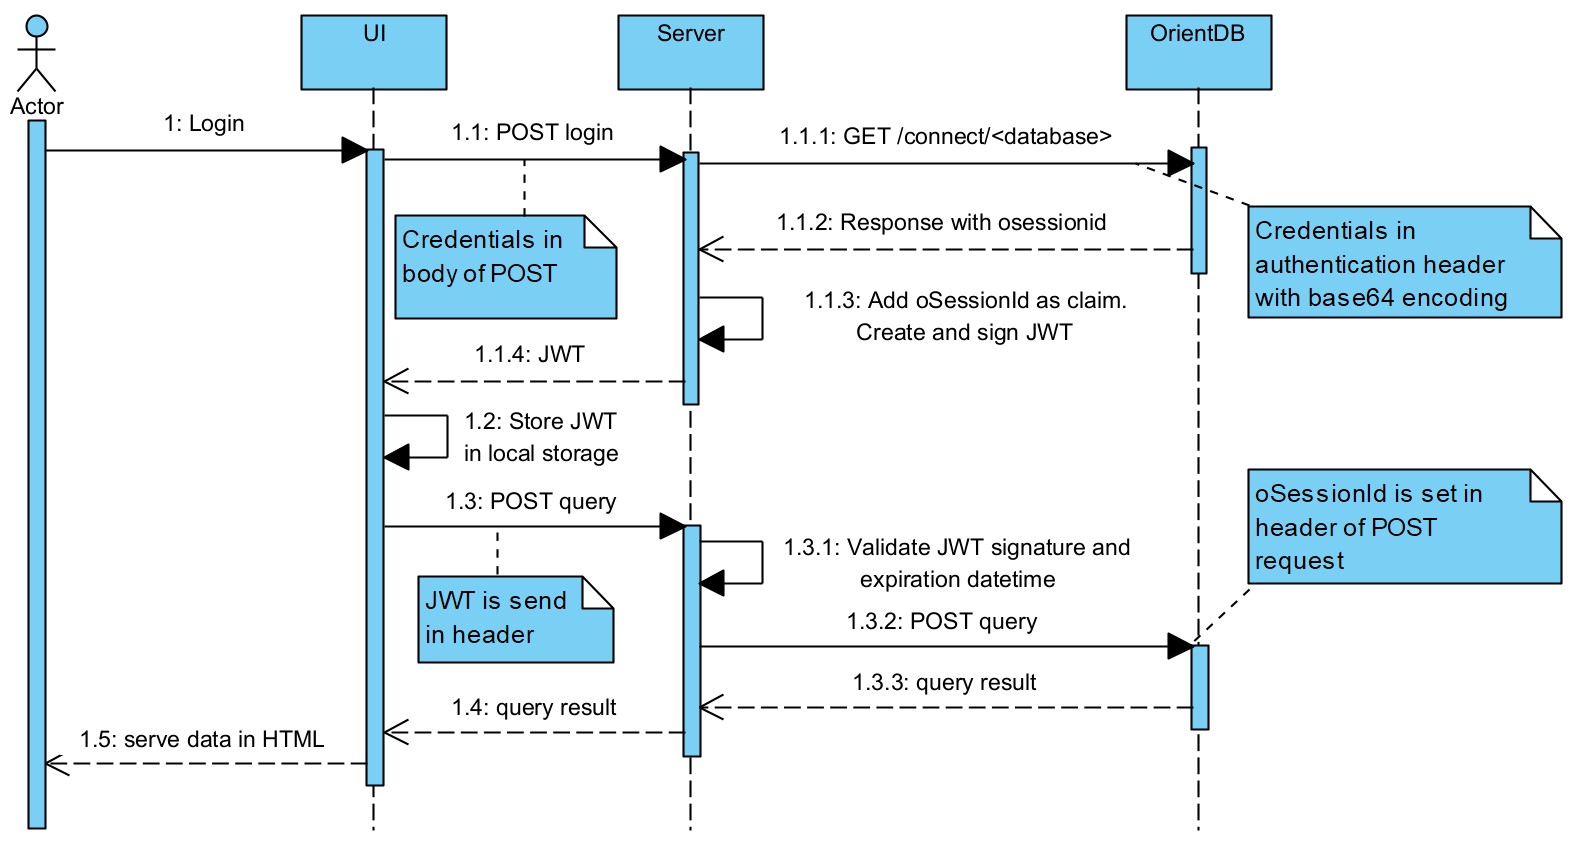 UI
Server
OrientDB
Actor
1: Login
1.1: POST login
1.1.1: GET /connect/<database>
Credentials in
body of POST
1.1.2: Response with osessionid
Credentials in
authentication header
with base64 encoding
1.1.3: Add oSessionId as claim.
Create and sign JWT
1.1.4: JWT
1.2: Store JWT
in local storage
1.3: POST query
oSessionId is set in
header of POST
request
1.3.1: Validate JWT signature and
expiration datetime
JWT is send
in header
1.3.2: POST query
1.3.3: query result
1.4: query result
1.5: serve data in HTML